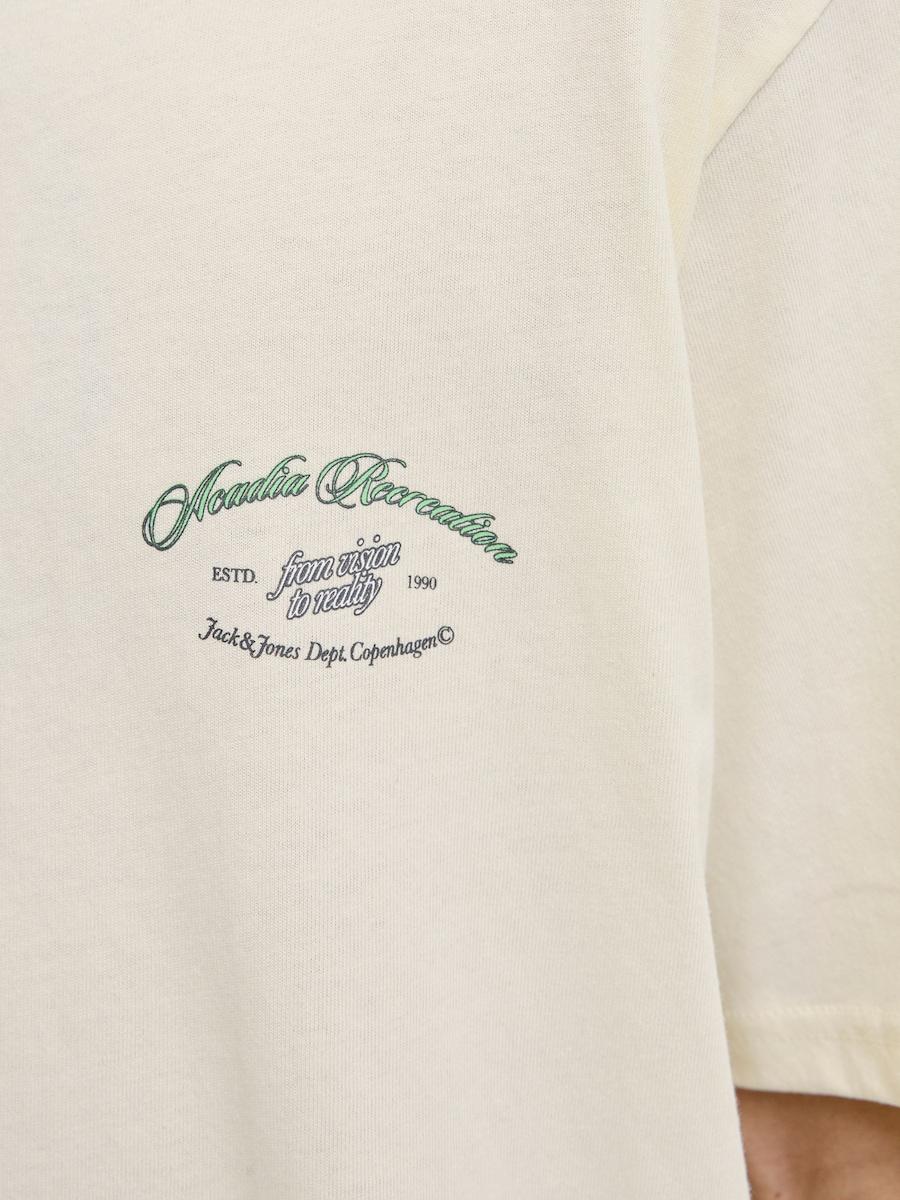 Acadia Recreation
ESTD. from vision to reality 1990
Jack&Jones Dept. Copenhagen©